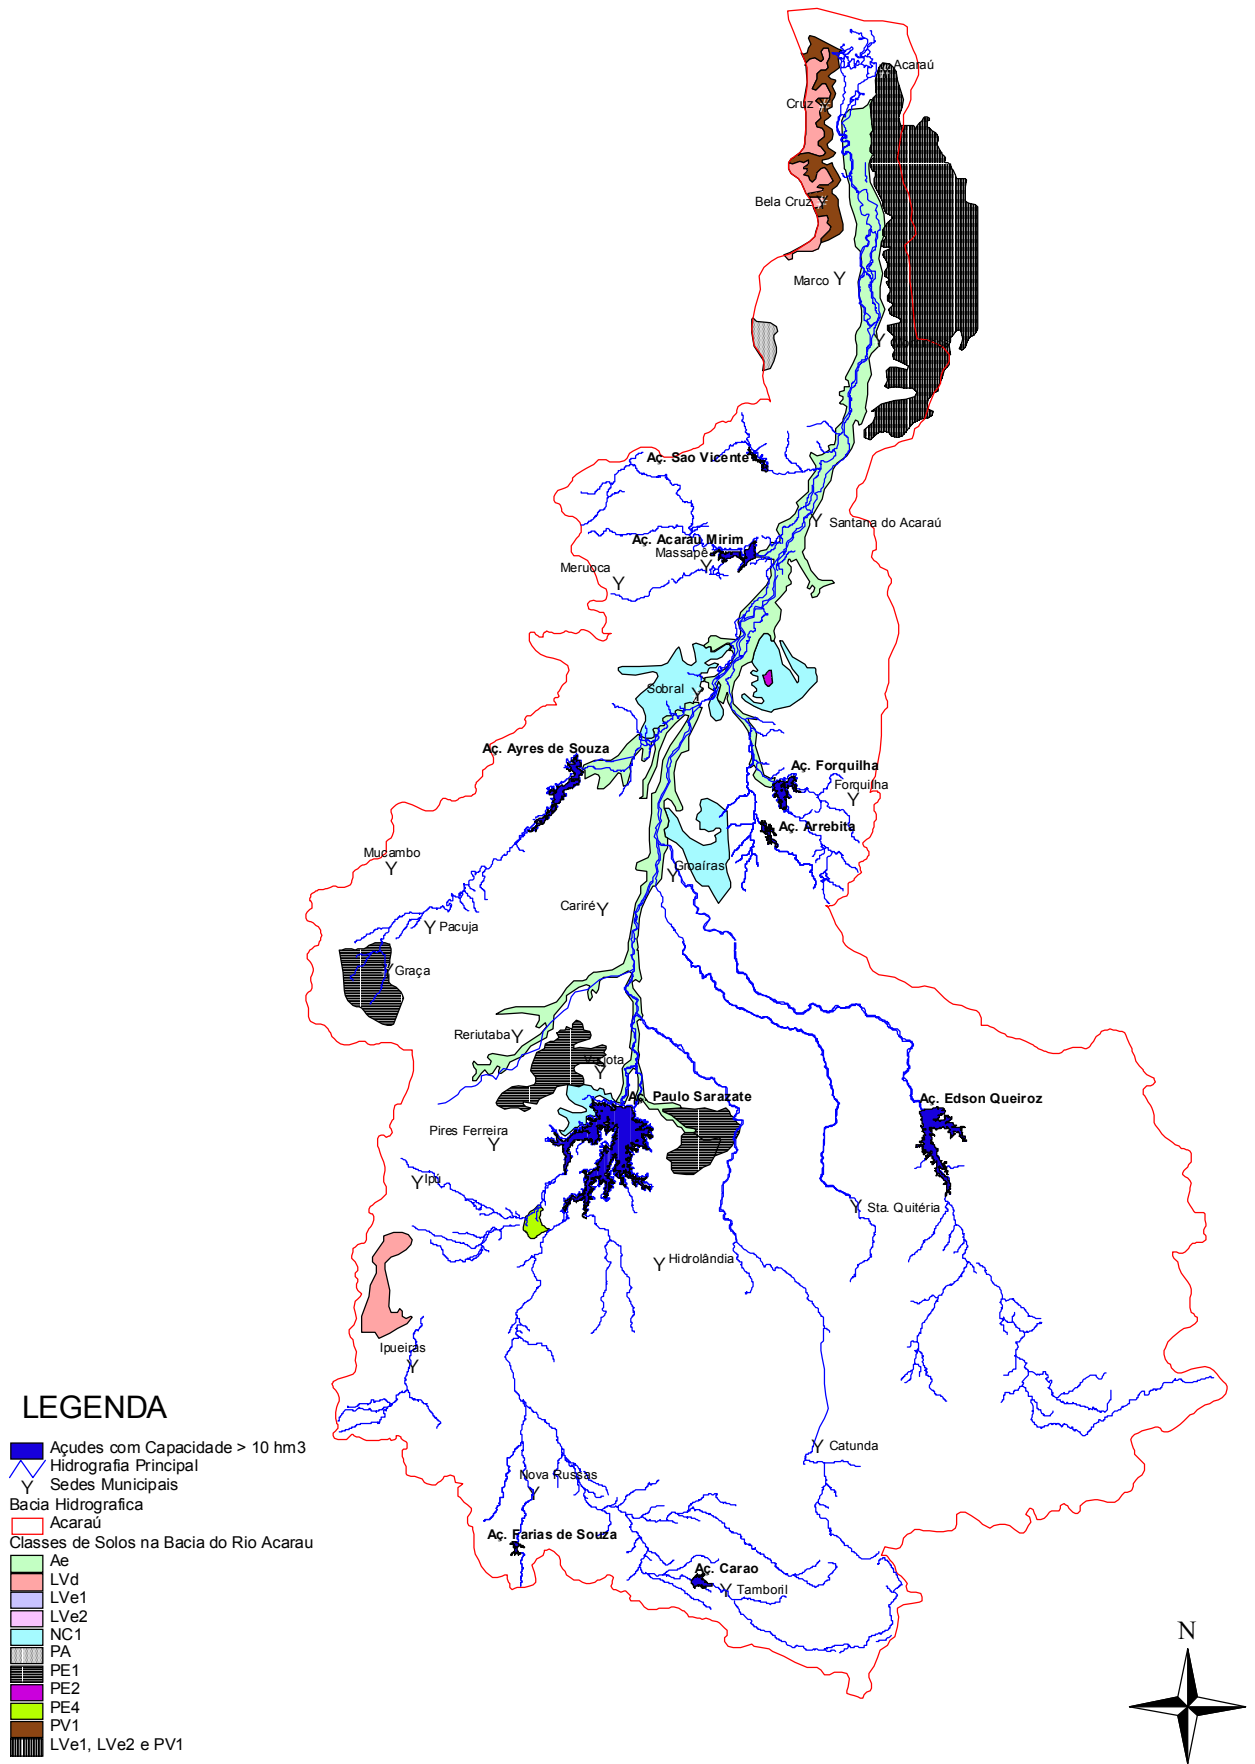 Acaraú
Cruz
Bela Cruz
Marco
Aç. Sao Vicente
Santana do Acaraú
Aç. Acaraú Mirim
Massapê
Meruoca
Sobral
Aç. Ayres de Souza
Aç. Forquilha
Forquilha
Aç. Arrebita
Mucambo
Groaíras
Cariré
Pacuja
Graça
Reriutaba
Aç. Paulo Sarazate
Aç. Edson Queiroz
Pires Ferreira
Ipú
Sta. Quitéria
Hidrolândia
Ipueiras
LEGENDA
Açudes com Capacidade > 10 hm3
Hidrografia Principal
Sedes Municipais
Bacia Hidrografica
Acaraú
Classes de Solos na Bacia do Rio Acarau
Ae
LVd
LVe1
LVe2
NC1
PA
PE1
PE2
PE4
PV1
LVe1, LVe2 e PV1
Catunda
Nova Russas
Aç. Farias de Souza
Aç. Carao
Tamboril
N